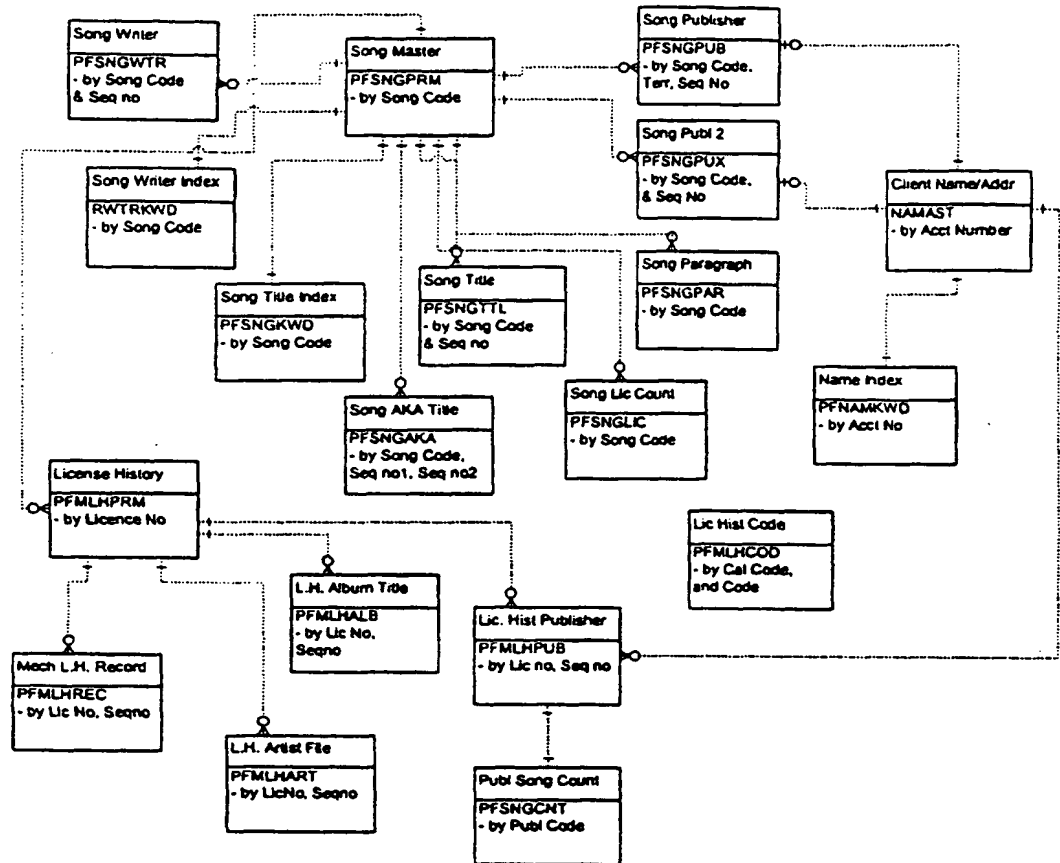 Song Writer
PFSNGWTR
- by Song Code
& Seq no
Song Master
PFSNGPRM
- by Song Code
Song Publisher
PFSNGPUB
- by Song Code,
Terr, Seq No
Song Publ 2
PFSNGPUX
- by Song Code,
& Seq No
Client Name/Addr
NAMAST
- by Acct Number
Song Writer Index
RWTRKWD
- by Song Code
Song Title Index
PFSNGKWD
- by Song Code
Song Title
PFSNGTTL
- by Song Code
& Seq no
Song Paragraph
PFSNGPAR
- by Song Code
Song AKA Title
PFSNGAKA
- by Song Code,
Seq no1, Seq no2
Song Lic Count
PFSNGLIC
- by Song Code
Name Index
PFNAMKWD
- by Acct No
License History
PFMLHPRM
- by Licence No
Lic Hist Code
PFMLHCOD
- by Cat Code,
and Code
L.H. Album Title
PFMLHALB
- by Lic No,
Seqno
Lic. Hist Publisher
PFMLHPUB
- by Lic no, Seq no
Mech L.H. Record
PFMLHREC
- by Lic No, Seqno
L.H. Artist File
PFMLHART
- by LicNo, Seqno
Publ Song Count
PFSNGCNT
- by Publ Code